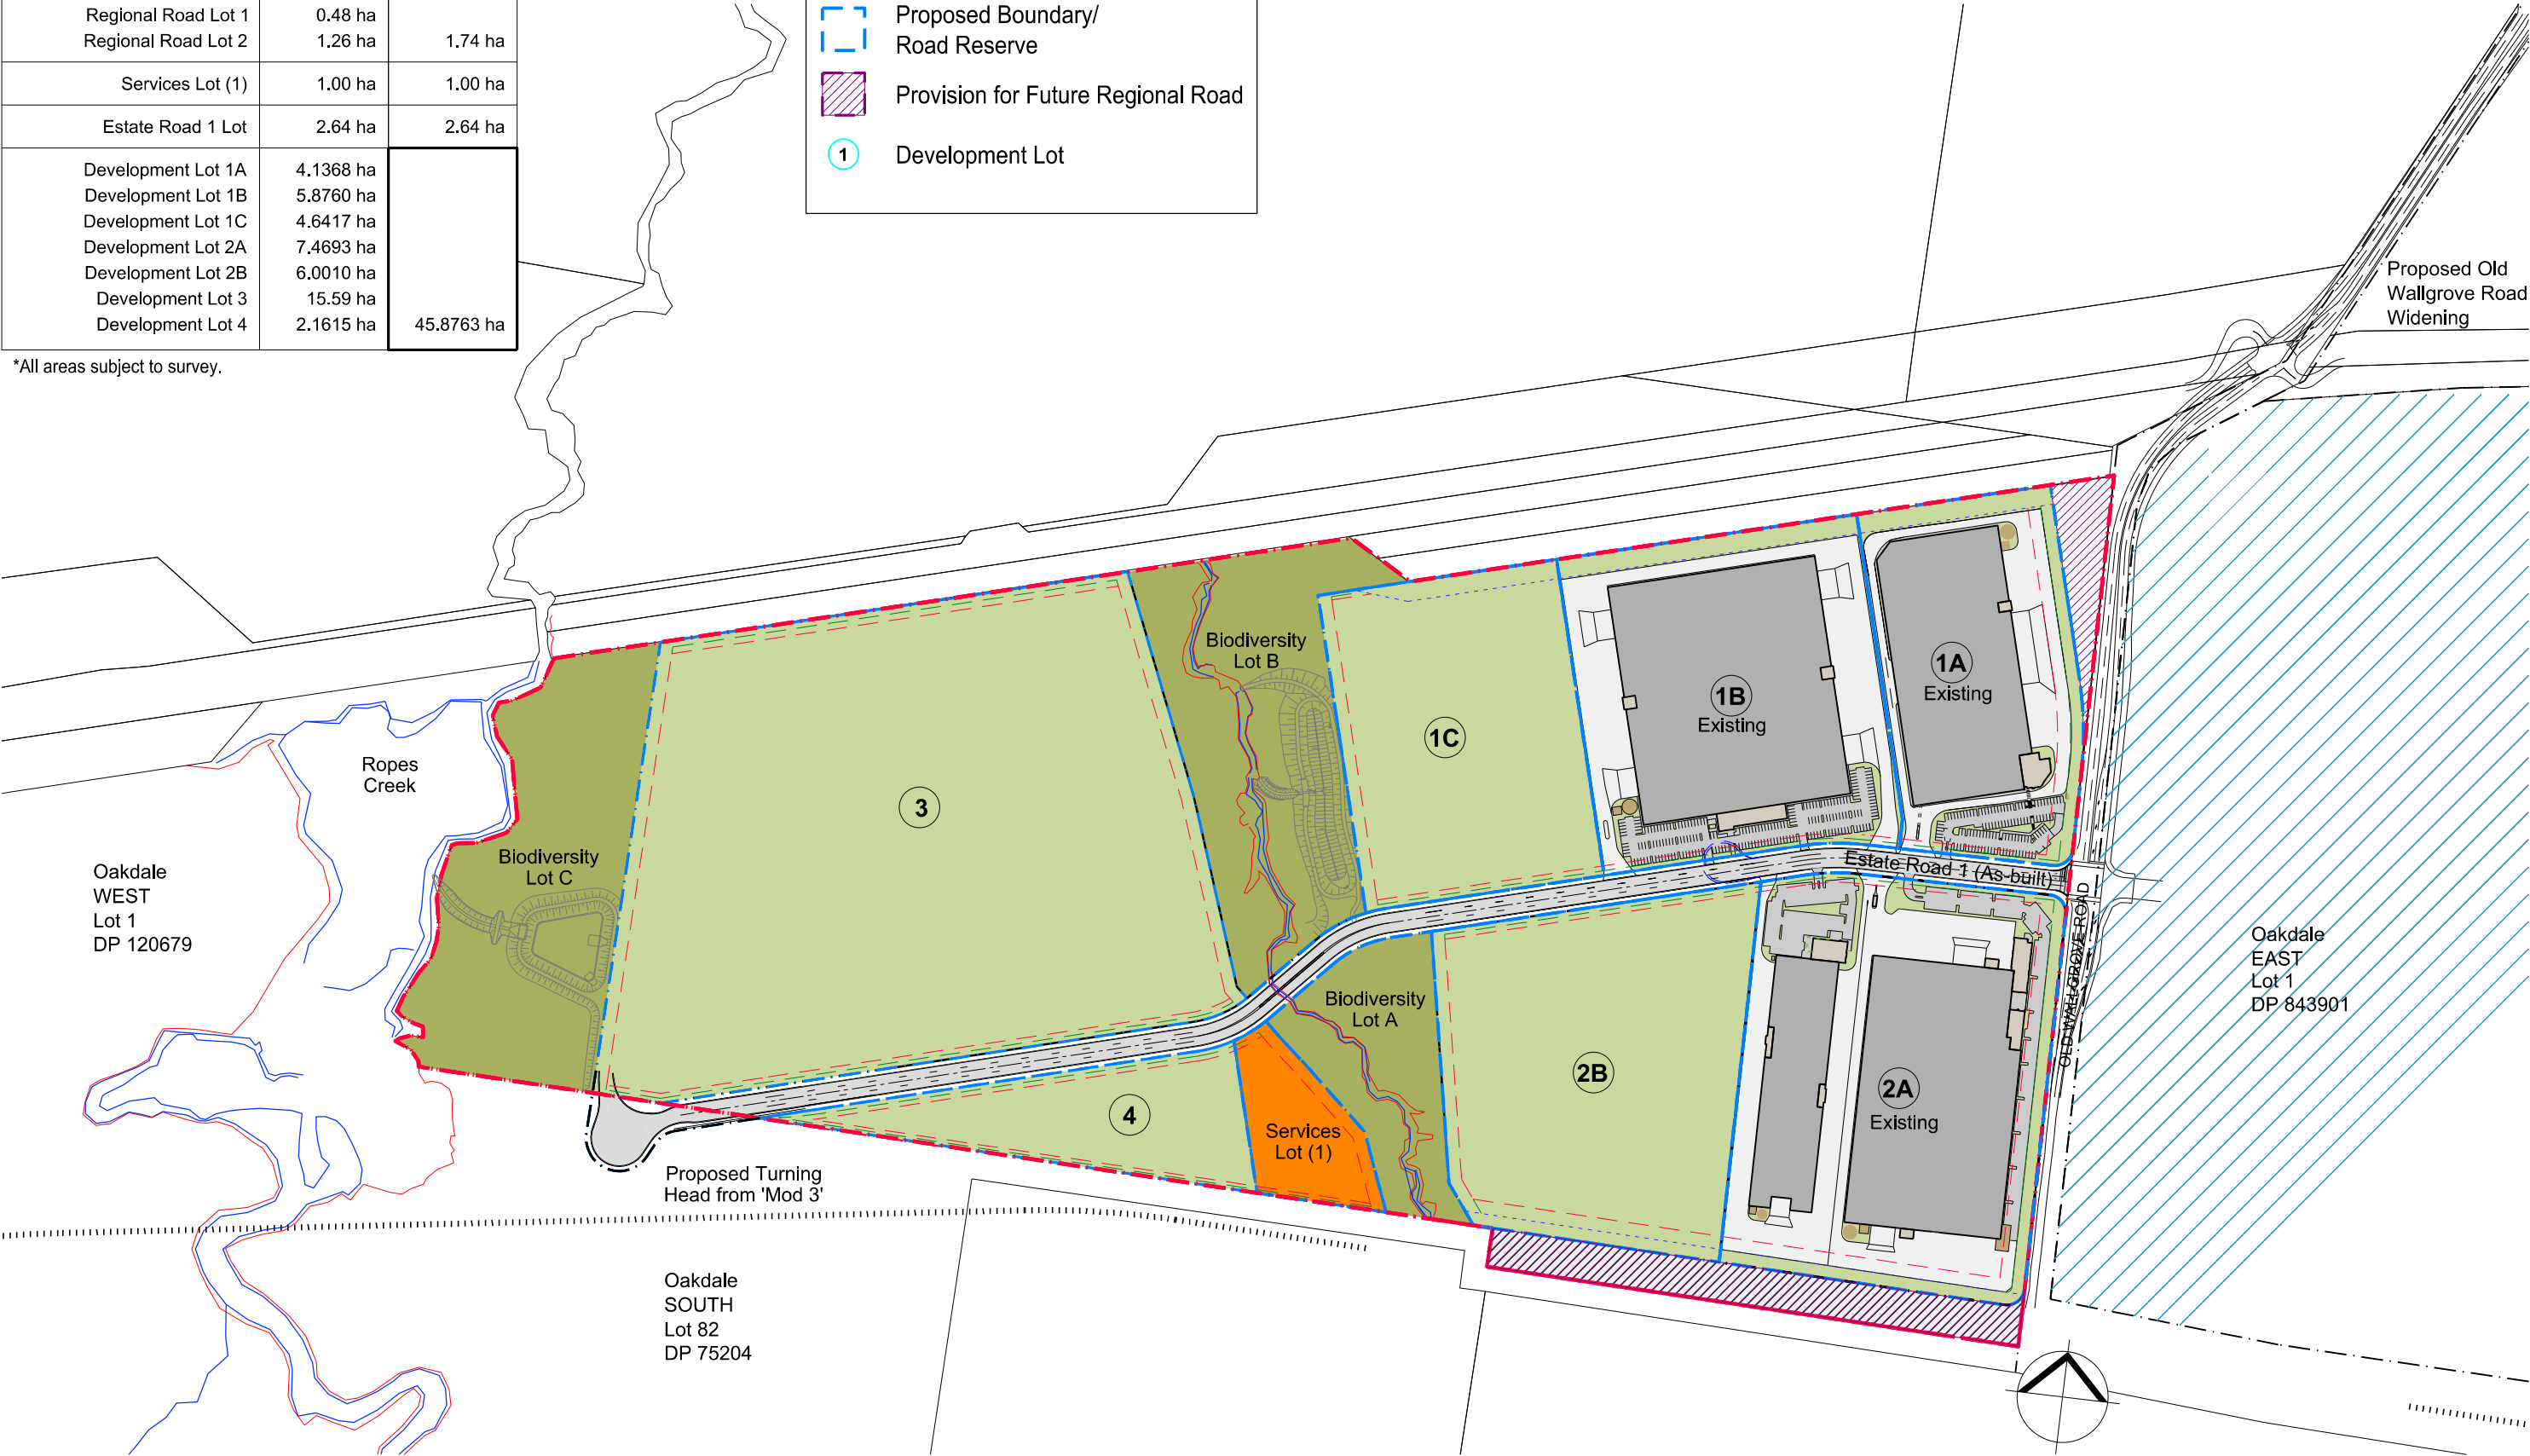 Regional Road Lot 1 0.48 ha
Regional Road Lot 2 1.26 ha 1.74 ha
Services Lot (1) 1.00 ha 1.00 ha
Estate Road 1 Lot 2.64 ha 2.64 ha
Development Lot 1A 4.1368 ha
Development Lot 1B 5.8760 ha
Development Lot 1C 4.6417 ha
Development Lot 2A 7.4693 ha
Development Lot 2B 6.0010 ha
Development Lot 3 15.59 ha
Development Lot 4 2.1615 ha 45.8763 ha
*All areas subject to survey.
Proposed Boundary/
Road Reserve
Provision for Future Regional Road
1 Development Lot
Proposed Old
Wallgrove Road
Widening
Biodiversity
Lot B
1A
Existing
1B
Existing
1C
Ropes
Creek
3
Biodiversity
Lot C
Oakdale
WEST
Lot 1
DP 120679
Estate Road 1 (As-built)
OLD WALLGROVE ROAD
Oakdale
EAST
Lot 1
DP 843901
Biodiversity
Lot A
2B
2A
Existing
4
Services
Lot (1)
Proposed Turning
Head from 'Mod 3'
Oakdale
SOUTH
Lot 82
DP 75204